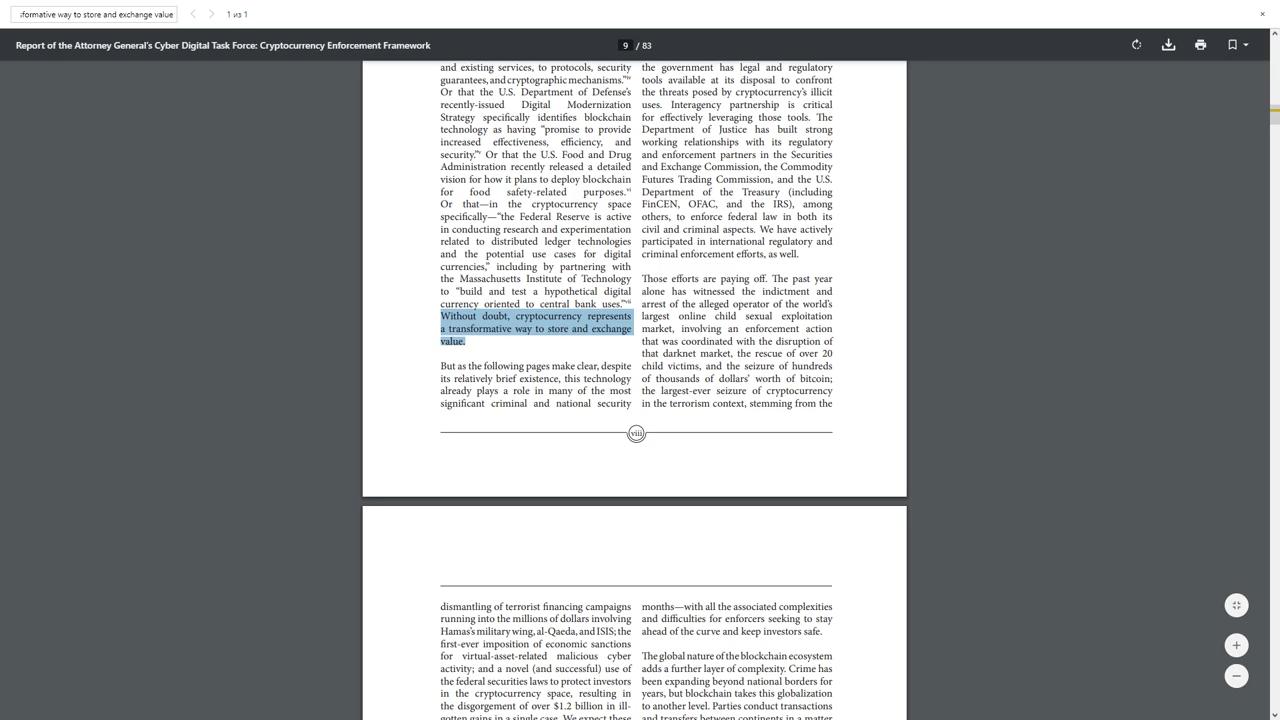 :formative way to store and exchange value
1 из 1
Report of the Attorney General's Cyber Digital Task Force: Cryptocurrency Enforcement Framework
9 / 83
and existing services, to protocols, security
guarantees, and cryptographic mechanisms.”ⁱᵛ
Or that the U.S. Department of Defense’s
recently-issued Digital Modernization
Strategy specifically identifies blockchain
technology as having “promise to provide
increased effectiveness, efficiency, and
security.”ᵛ Or that the U.S. Food and Drug
Administration recently released a detailed
vision for how it plans to deploy blockchain
for food safety-related purposes.ᵛⁱ
Or that—in the cryptocurrency space
specifically—“the Federal Reserve is active
in conducting research and experimentation
related to distributed ledger technologies
and the potential use cases for digital
currencies,” including by partnering with
the Massachusetts Institute of Technology
to “build and test a hypothetical digital
currency oriented to central bank uses.”ᵛⁱⁱ
Without doubt, cryptocurrency represents
a transformative way to store and exchange
value.
But as the following pages make clear, despite
its relatively brief existence, this technology
already plays a role in many of the most
significant criminal and national security
the government has legal and regulatory
tools available at its disposal to confront
the threats posed by cryptocurrency’s illicit
uses. Interagency partnership is critical
for effectively leveraging those tools. The
Department of Justice has built strong
working relationships with its regulatory
and enforcement partners in the Securities
and Exchange Commission, the Commodity
Futures Trading Commission, and the U.S.
Department of the Treasury (including
FinCEN, OFAC, and the IRS), among
others, to enforce federal law in both its
civil and criminal aspects. We have actively
participated in international regulatory and
criminal enforcement efforts, as well.
Those efforts are paying off. The past year
alone has witnessed the indictment and
arrest of the alleged operator of the world’s
largest online child sexual exploitation
market, involving an enforcement action
that was coordinated with the disruption of
that darknet market, the rescue of over 20
child victims, and the seizure of hundreds
of thousands of dollars’ worth of bitcoin;
the largest-ever seizure of cryptocurrency
in the terrorism context, stemming from the
viii
dismantling of terrorist financing campaigns
running into the millions of dollars involving
Hamas’s military wing, al-Qaeda, and ISIS; the
first-ever imposition of economic sanctions
for virtual-asset-related malicious cyber
activity; and a novel (and successful) use of
the federal securities laws to protect investors
in the cryptocurrency space, resulting in
the disgorgement of over $1.2 billion in ill-
gotten gains in a single case. We expect these
months—with all the associated complexities
and difficulties for enforcers seeking to stay
ahead of the curve and keep investors safe.
The global nature of the blockchain ecosystem
adds a further layer of complexity. Crime has
been expanding beyond national borders for
years, but blockchain takes this globalization
to another level. Parties conduct transactions
and transfers between continents in a matter